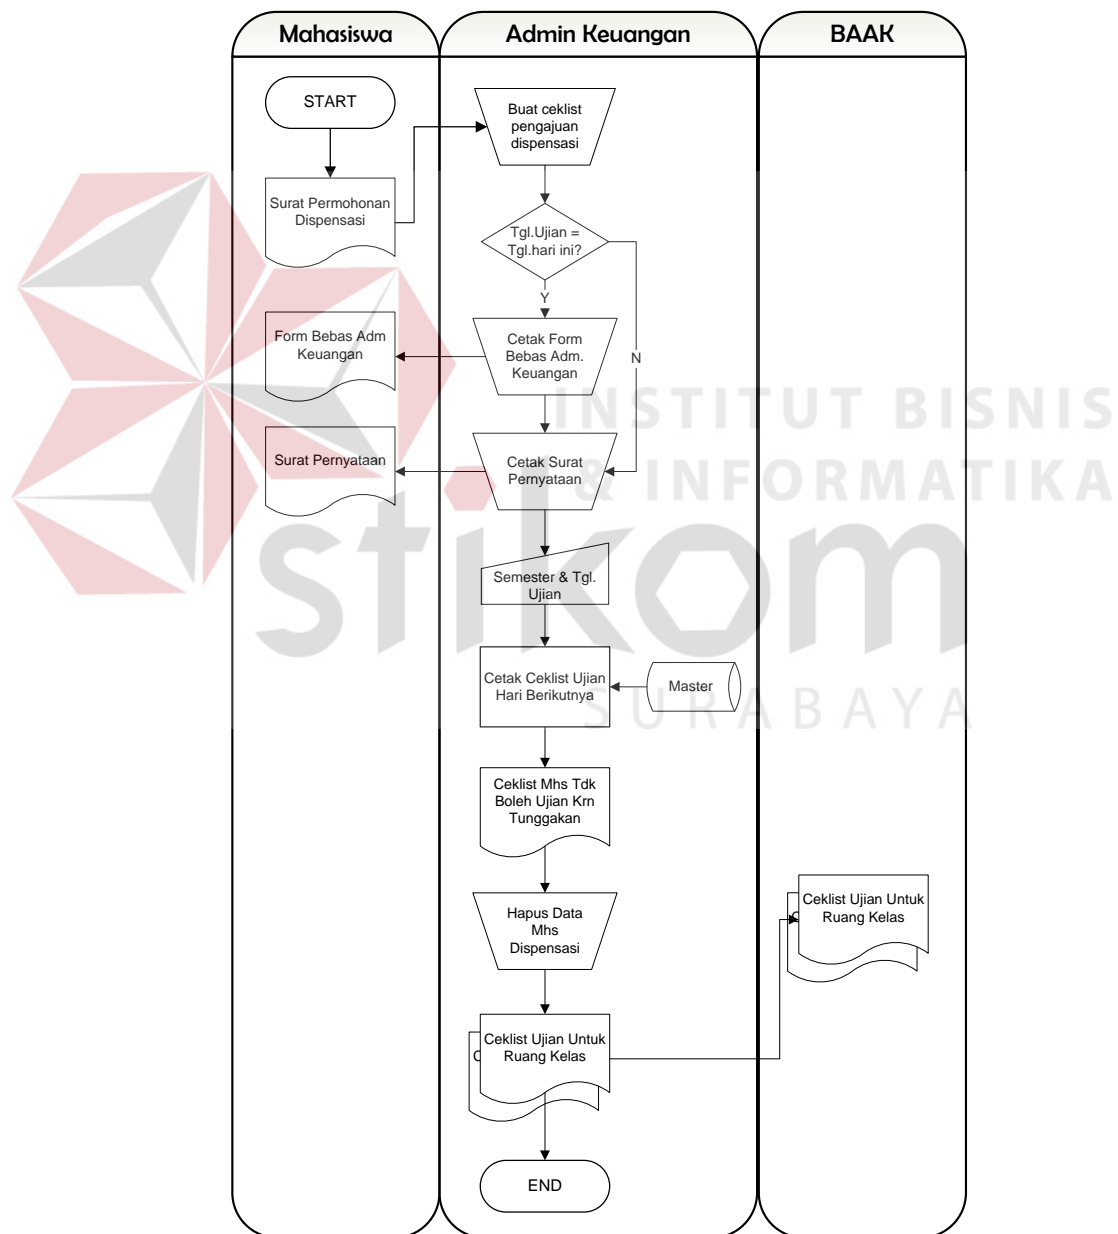 Mahasiswa
Admin Keuangan
BAAK
START
Buat ceklist
pengajuan
dispensasi
Surat Permohonan
Dispensasi
Tgl.Ujian =
Tgl.hari ini?
Y
N
Form Bebas Adm
Keuangan
Cetak Form
Bebas Adm.
Keuangan
Surat Pernyataan
Cetak Surat
Pernyataan
Semester & Tgl.
Ujian
Cetak Ceklist Ujian
Hari Berikutnya
Master
Ceklist Mhs Tdk
Boleh Ujian Krn
Tunggakan
Hapus Data
Mhs
Dispensasi
Ceklist Ujian Untuk
Ruang Kelas
Ceklist Ujian Untuk
Ruang Kelas
END
INSTITUT BISNIS
& INFORMATIKA
stikom
SURABAYA